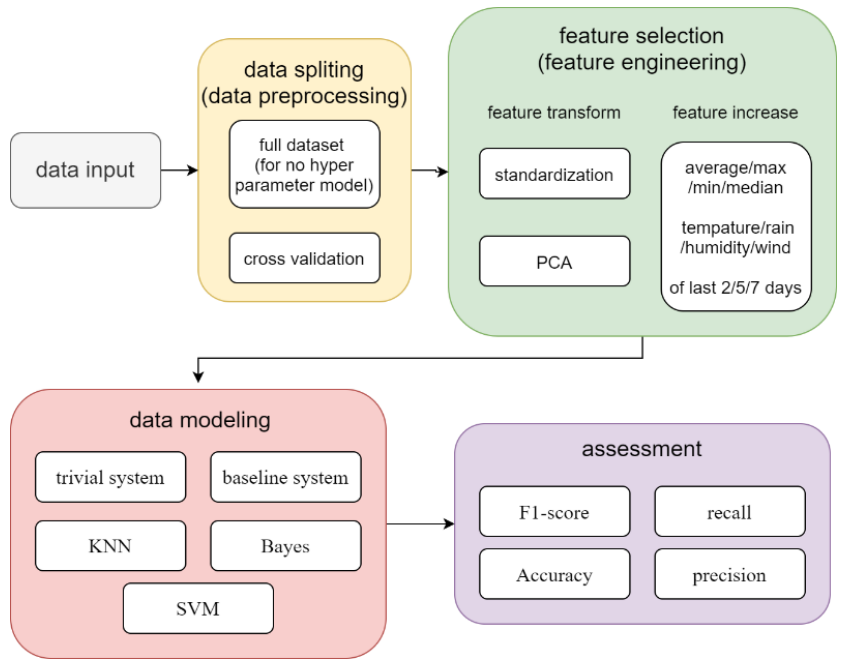 data input
data spliting
(data preprocessing)
full dataset
(for no hyper
parameter model)
cross validation
feature selection
(feature engineering)
feature transform
standardization
PCA
feature increase
average/max
/min/median
tempature/rain
/humidity/wind
of last 2/5/7 days
data modeling
trivial system
baseline system
KNN
Bayes
SVM
assessment
F1-score
recall
Accuracy
precision